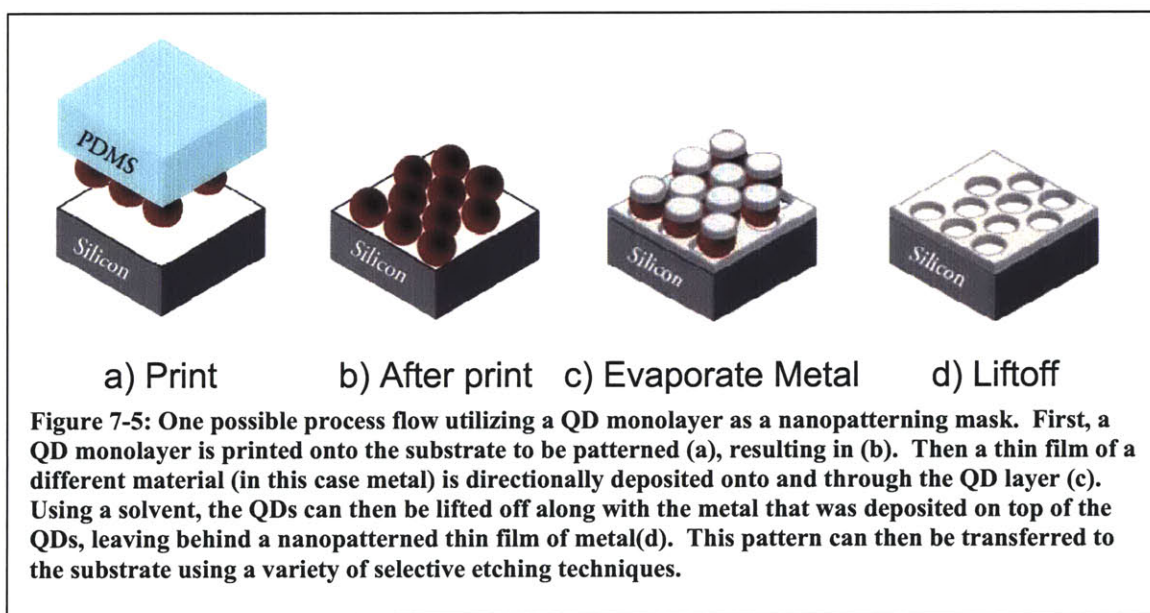 PDMS
Silicon
Silicon
Silicon
Silicon
a) Print
b) After print
c) Evaporate Metal
d) Liftoff
Figure 7-5: One possible process flow utilizing a QD monolayer as a nanopatterning mask. First, a
QD monolayer is printed onto the substrate to be patterned (a), resulting in (b). Then a thin film of a
different material (in this case metal) is directionally deposited onto and through the QD layer (c).
Using a solvent, the QDs can then be lifted off along with the metal that was deposited on top of the
QDs, leaving behind a nanopatterned thin film of metal(d). This pattern can then be transferred to
the substrate using a variety of selective etching techniques.